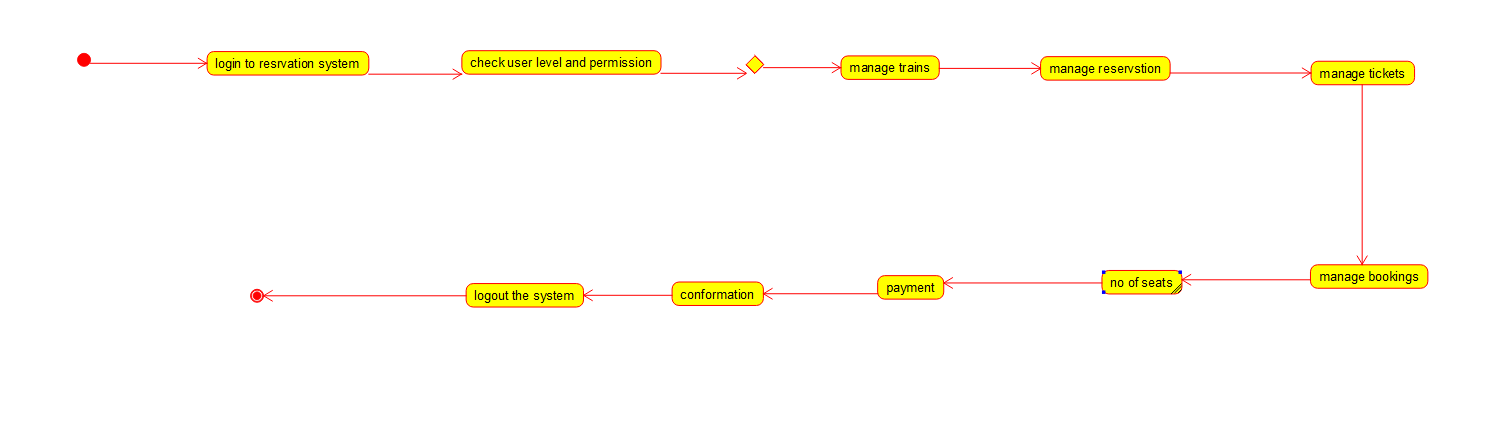 login to resrvation system
check user level and permission
manage trains
manage reservstion
manage tickets
manage bookings
no of seats
payment
conformation
logout the system